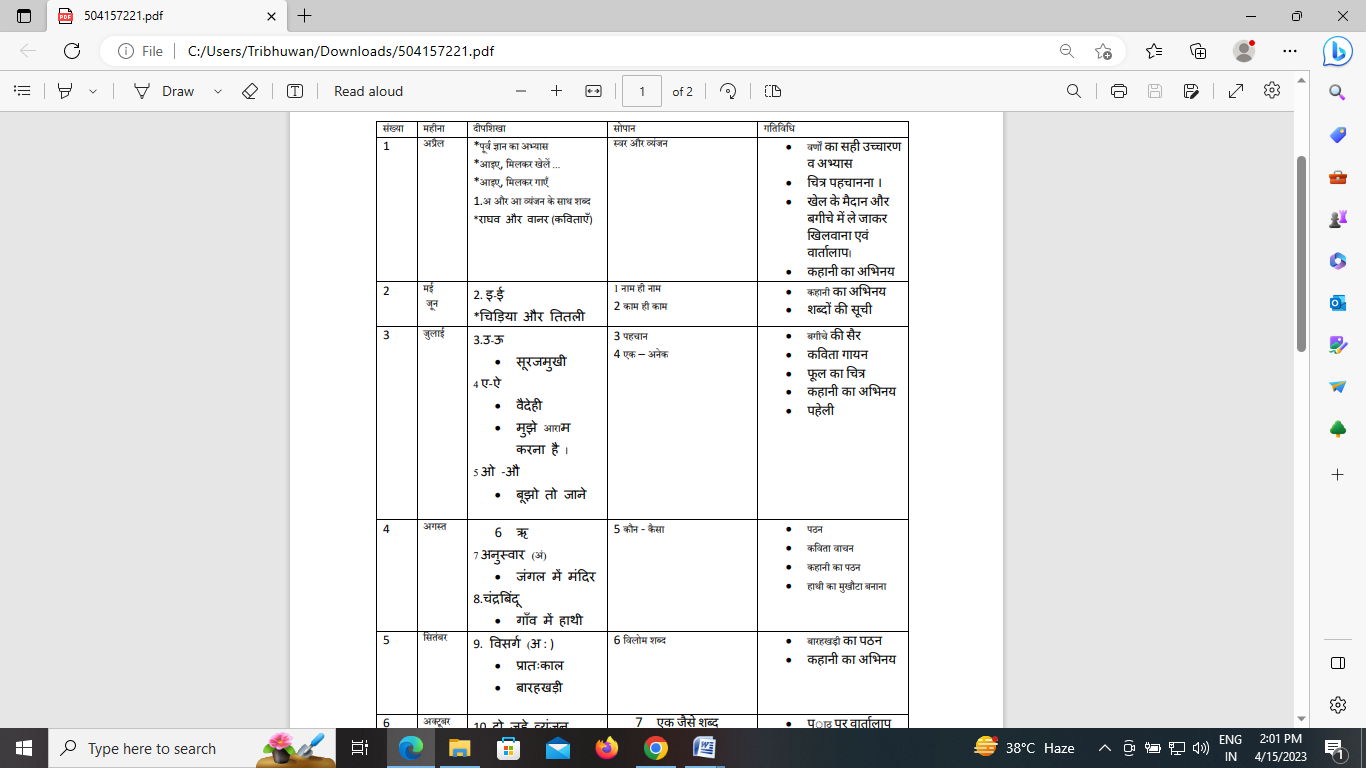 504157221.pdf
File
C:/Users/Tribhuwan/Downloads/504157221.pdf
Draw
Read aloud
1
of 2
संख्या महीना दीपशिखा सोपान गतिविधि
1 अप्रैल *पूर्व ज्ञान का अभ्यास स्वर और व्यंजन
*आइए, मिलकर खेलें ...
*आइए, मिलकर गाएँ
1.अ और आ व्यंजन के साथ शब्द
*राघव और वानर (कविताएँ)
• वर्णों का सही उच्चारण
व अभ्यास
• चित्र पहचानना ।
• खेल के मैदान और
बगीचे में ले जाकर
खिलवाना एवं
वार्तालाप।
• कहानी का अभिनय
2 मई
जून
2. इ-ई
*चिड़िया और तितली
1 नाम ही नाम
2 काम ही काम
• कहानी का अभिनय
• शब्दों की सूची
3 जुलाई
3.उ-ऊ
• सूरजमुखी
4 ए-ऐ
• वैदेही
• मुझे आराम
करना है ।
5 ओ -औ
• बूझो तो जाने
3 पहचान
4 एक – अनेक
• बगीचे की सैर
• कविता गायन
• फूल का चित्र
• कहानी का अभिनय
• पहेली
4 अगस्त
6 ऋ
7 अनुस्वार (अं)
• जंगल में मंदिर
8.चंद्रबिंदू
• गाँव में हाथी
5 कौन - कैसा
• पठन
• कविता वाचन
• कहानी का पठन
• हाथी का मुखौटा बनाना
5 सितंबर
9. विसर्ग (अ : )
• प्रातःकाल
• बारहखड़ी
6 विलोम शब्द
• बारहखड़ी का पठन
• कहानी का अभिनय
6 अक्टूबर
10. दो जुड़े व्यंजन
7 एक जैसे शब्द
• प◌ाठ पर वार्तालाप
Type here to search
38°C Haze
ENG
IN
2:01 PM
4/15/2023
1